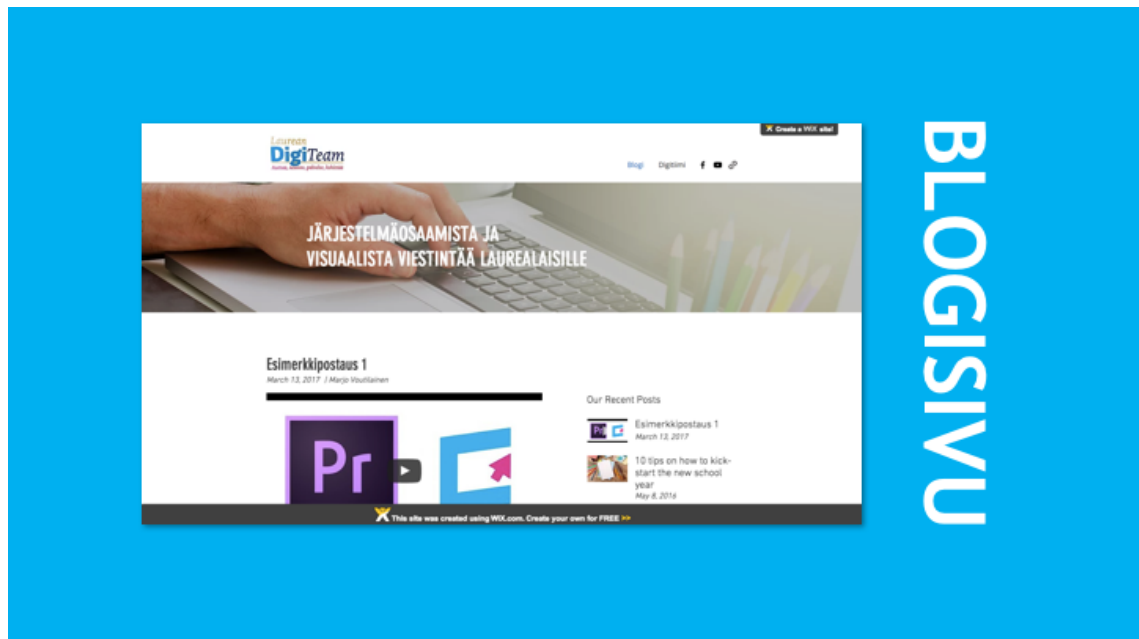 Create a WiX site!
Laurean
DigiTeam
Blogi Digitiimi
JÄRJESTELMÄOSAAMISTA JA
VISUAALISTA VIESTINTÄÄ LAUREALAISILLE
Esimerkkipostaus 1
March 13, 2017 | Marjo Voutilainen
Pr
Our Recent Posts
Pr
Esimerkkipostaus 1
March 13, 2017
10 tips on how to kick-
start the new school
year
May 8, 2016
This site was created using WIX.com. Create your own for FREE >>
BLOGISIVU